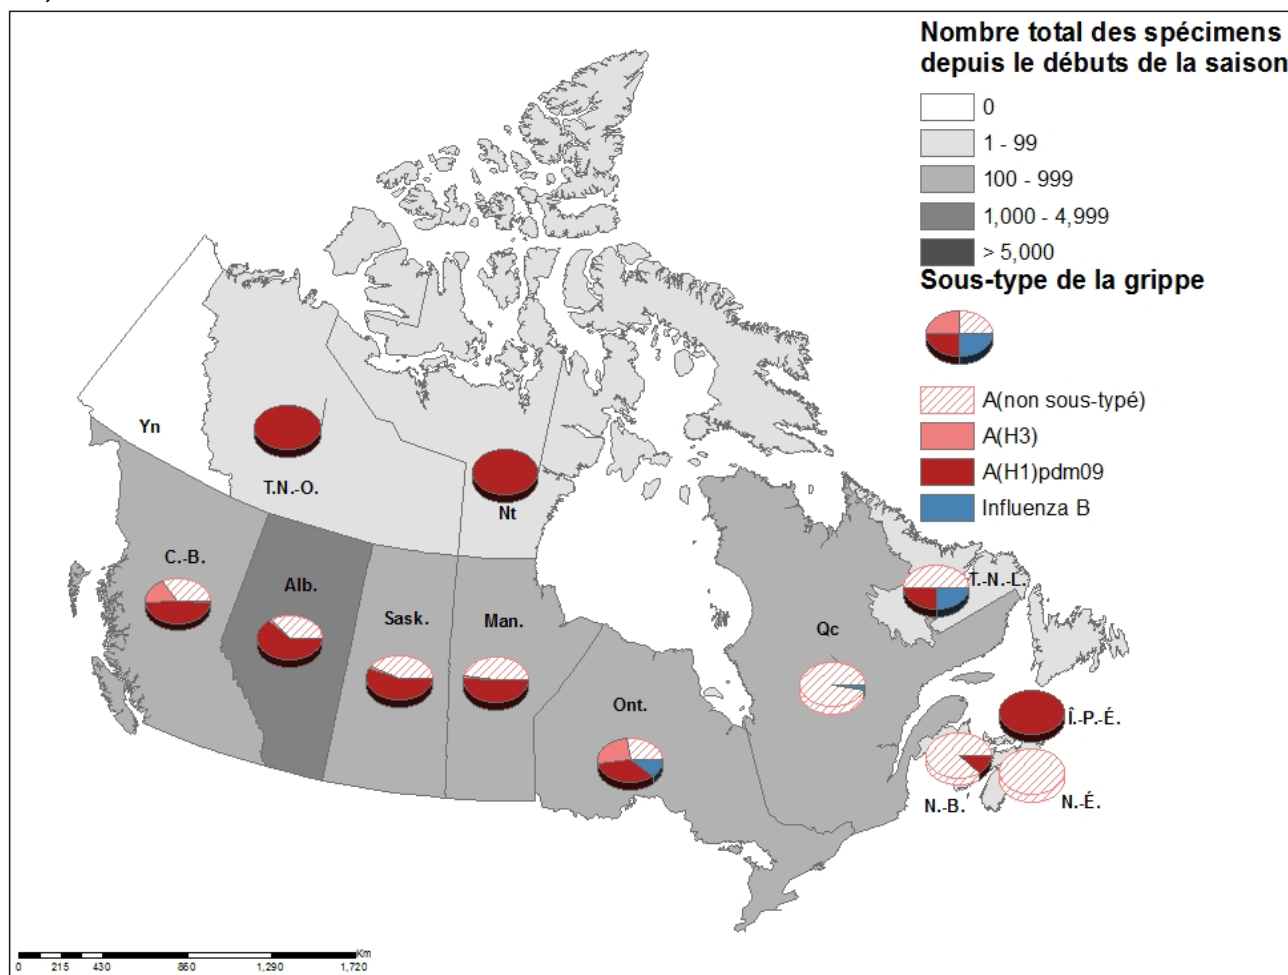 Nombre total des spécimens
depuis le débuts de la saison
0
1 - 99
100 - 999
1,000 - 4,999
> 5,000
Sous-type de la grippe
A(non sous-typé)
A(H3)
A(H1)pdm09
Influenza B
Yn
T.N.-O.
Nt
C.-B.
Alb.
Sask.
Man.
Ont.
Qc
T.-N.-L.
Î.-P.-É.
N.-B.
N.-É.
Km
0 215 430 860 1,290 1,720